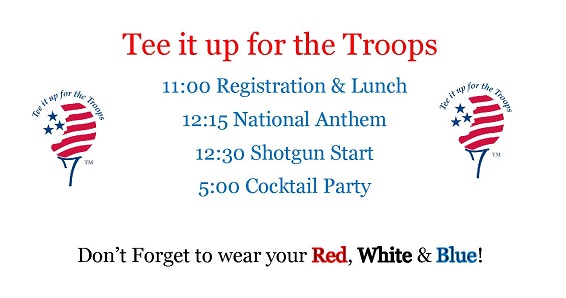 Tee it up for the Troops
11:00 Registration & Lunch
Tee it up for the Troops
TM
12:15 National Anthem
Tee it up for the Troops
TM
12:30 Shotgun Start
5:00 Cocktail Party
Don't Forget to wear your Red, White & Blue!